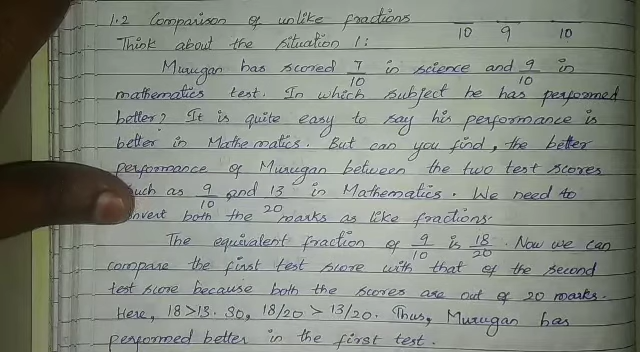 10 9 10
1.2 Comparison of unlike fractions
Think about the situation 1:
Murugan has scored 7/10 in science and 9/10 in
mathematics test. In which subject he has performed
better? It is quite easy to say his performance is
better in Mathematics. But can you find, the better
performance of Murugan between the two test scores
such as 9/10 and 13/20 in Mathematics. We need to
convert both the marks as like fractions.
The equivalent fraction of 9/10 is 18/20. Now we can
compare the first test score with that of the second
test score because both the scores are out of 20 marks.
Here, 18>13. 30, 18/20 > 13/20. Thus, Murugan has
performed better in the first test.